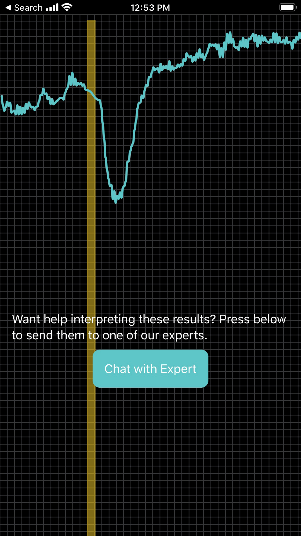 Search 12:53 PM
Want help interpreting these results? Press below
to send them to one of our experts.
Chat with Expert